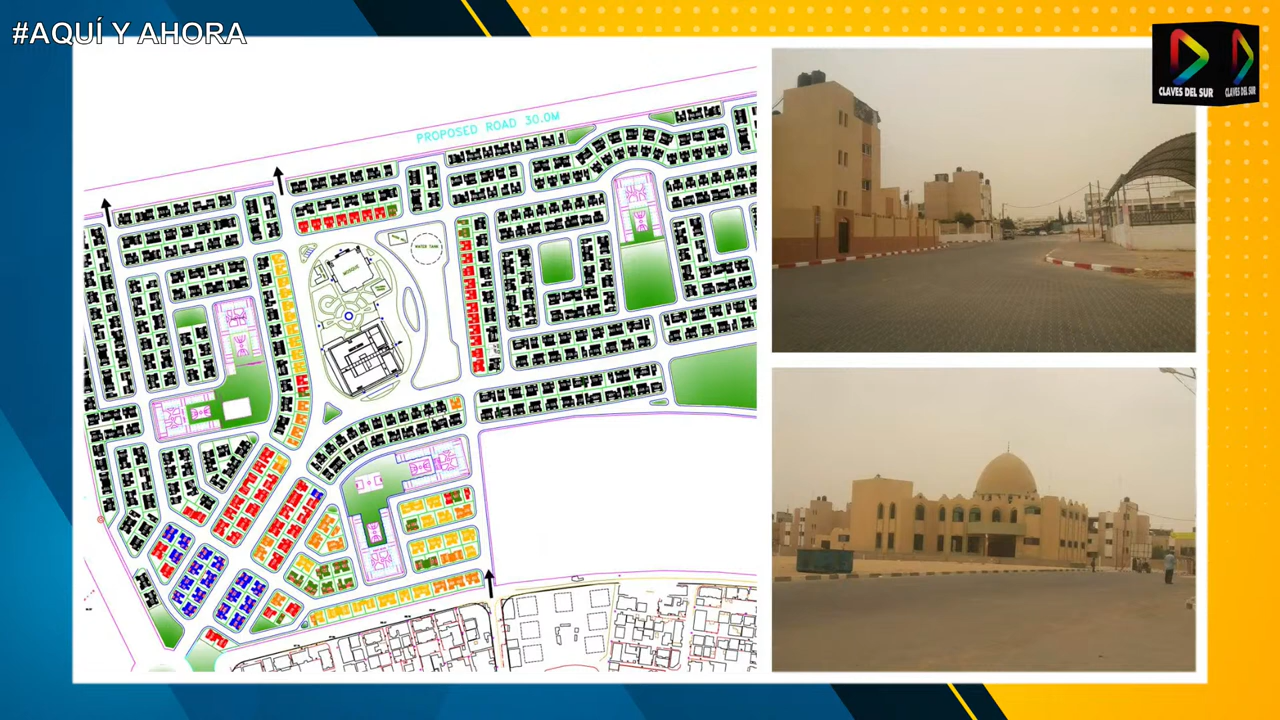 #AQUÍ Y AHORA
CLAVES DEL SUR
CLAVES DEL SUR
PROPOSED ROAD 30.0M
WATER TANK
MOSQUE